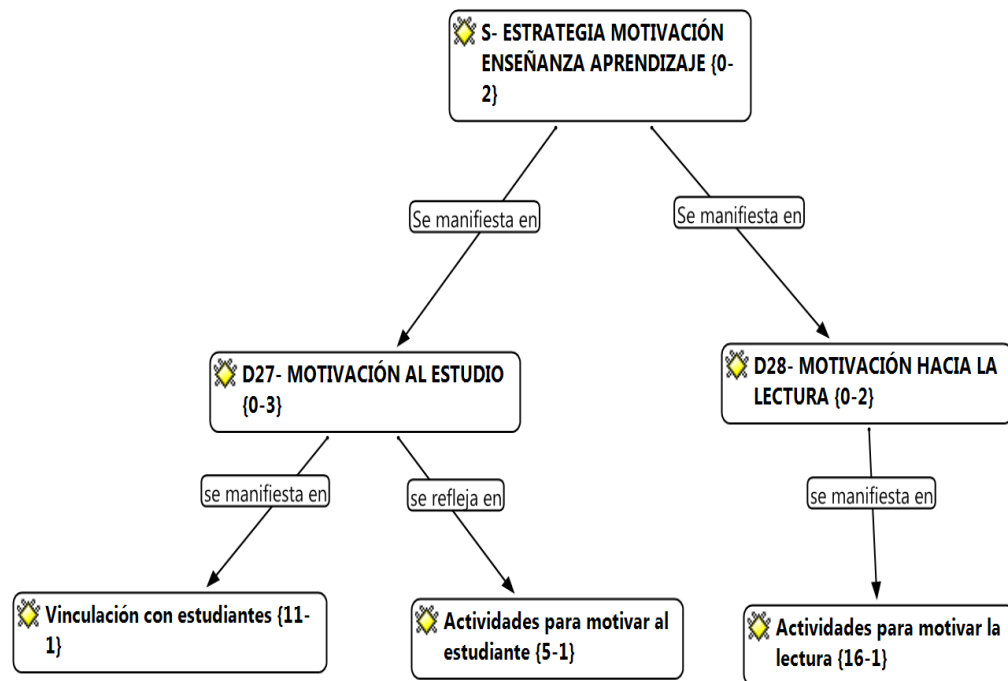 S- ESTRATEGIA MOTIVACIÓN
ENSEÑANZA APRENDIZAJE {0-
2}
Se manifiesta en
Se manifiesta en
D27- MOTIVACIÓN AL ESTUDIO
{0-3}
D28- MOTIVACIÓN HACIA LA
LECTURA {0-2}
se manifiesta en
se refleja en
se manifiesta en
Vinculación con estudiantes {11-
1}
Actividades para motivar al
estudiante {5-1}
Actividades para motivar la
lectura {16-1}